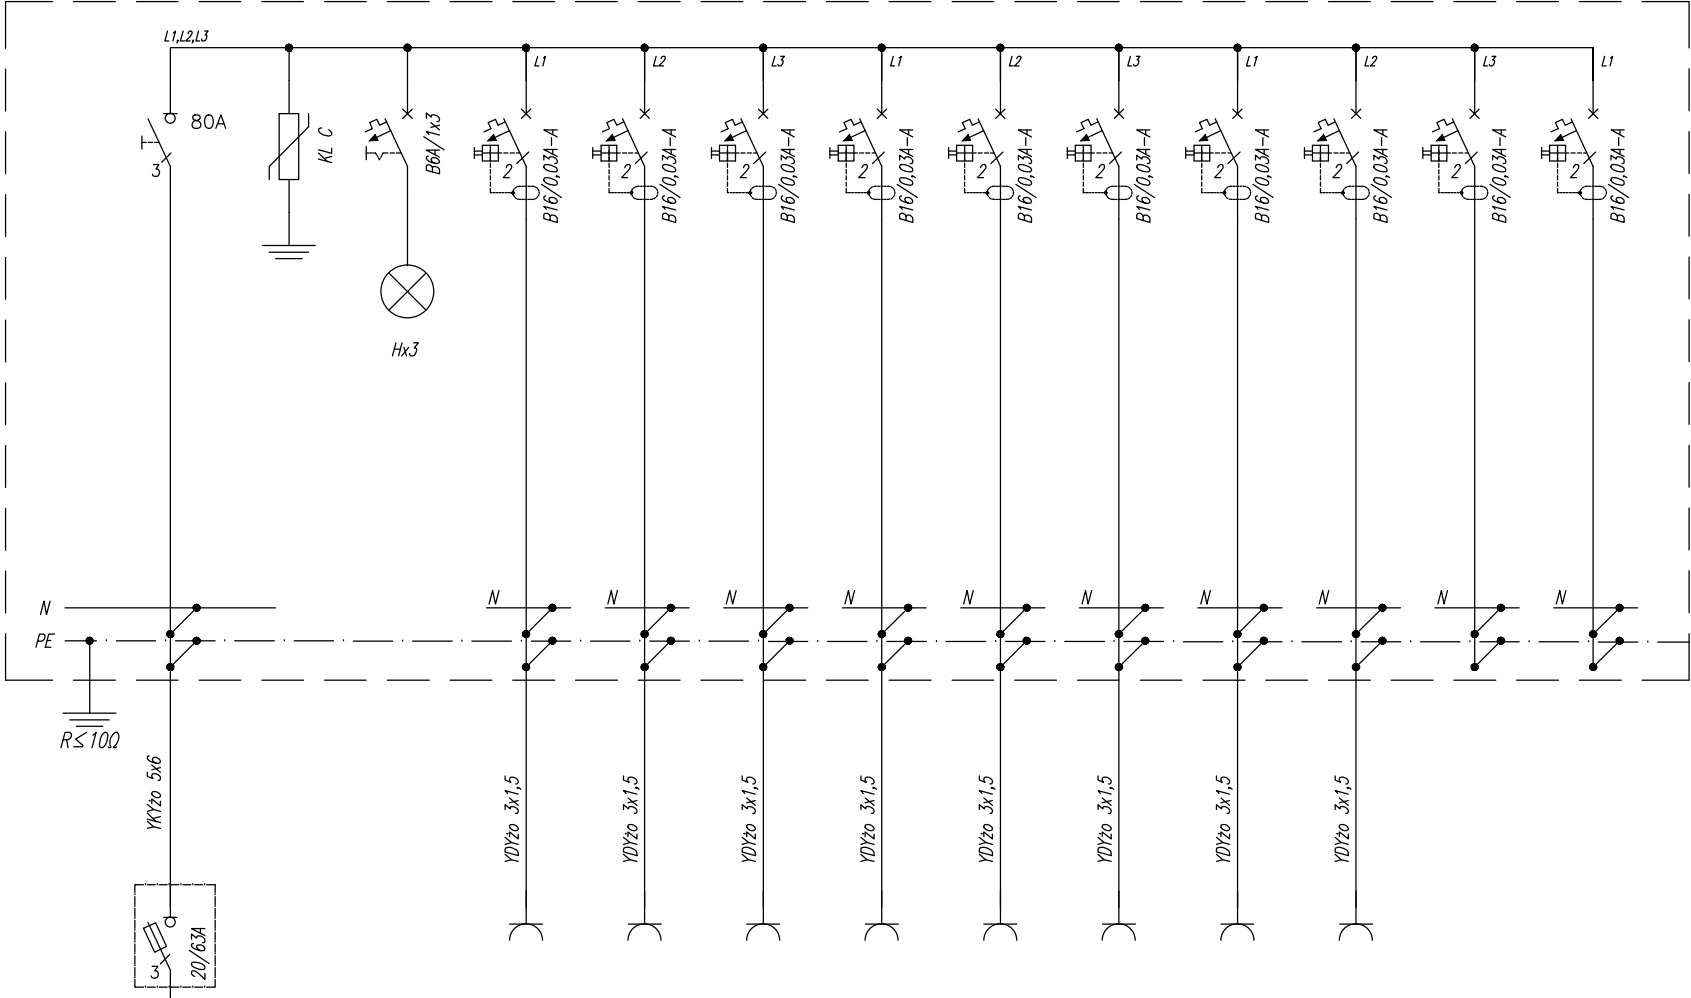 L1,L2,L3
L1
L2
L3
L1
L2
L3
L1
L2
L3
L1
80A
3
KL C
B6A/1x3
2
B16/0,03A-A
2
B16/0,03A-A
2
B16/0,03A-A
2
B16/0,03A-A
2
B16/0,03A-A
2
B16/0,03A-A
2
B16/0,03A-A
2
B16/0,03A-A
2
B16/0,03A-A
2
B16/0,03A-A
Hx3
N
N
N
N
N
N
N
N
N
N
N
PE
R≤10Ω
YKYżo 5x6
YDYżo 3x1,5
YDYżo 3x1,5
YDYżo 3x1,5
YDYżo 3x1,5
YDYżo 3x1,5
YDYżo 3x1,5
YDYżo 3x1,5
YDYżo 3x1,5
3
20/63A